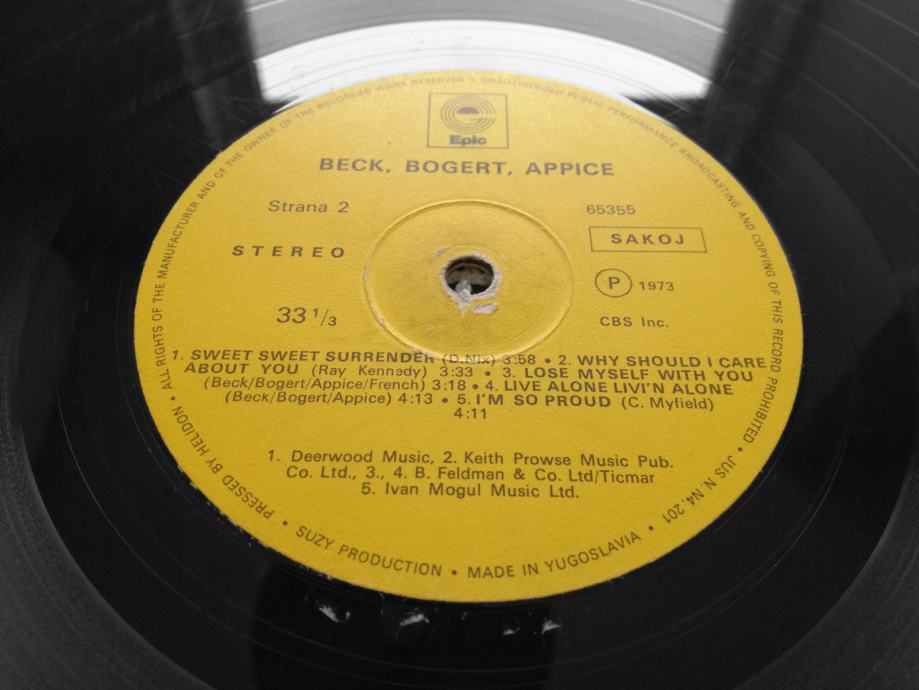 ALL RIGHTS OF THE MANUFACTURER AND OF THE OWNER OF THE RECORDED WORK RESERVED • UNAUTHOSOLD PUBLIC PERFORMANCE BROADCASTING AND COPYING OF THIS RECORD PROHIBITED • JUS N. N4. 201 •
Epic
BECK, BOGERT, APPICE
Strana 2
65355
SAKOJ
STEREO
P 1973
33 1/3
CBS Inc.
1. SWEET SWEET SURRENDER (D.Nix) 3:58 • 2. WHY SHOULD I CARE
ABOUT YOU (Ray Kennedy) 3:33 • 3. LOSE MYSELF WITH YOU
(Beck/Bogert/Appice/French) 3:18 • 4. LIVE ALONE LIVI'N ALONE
(Beck/Bogert/Appice) 4:13 • 5. I'M SO PROUD (C. Myfield)
4:11
1. Deerwood Music, 2. Keith Prowse Music Pub.
Co. Ltd., 3., 4. B. Feldman & Co. Ltd/Ticmar
5. Ivan Mogul Music Ltd.
PRESSED BY HELIDON • SUZY PRODUCTION • MADE IN YUGOSLAVIA